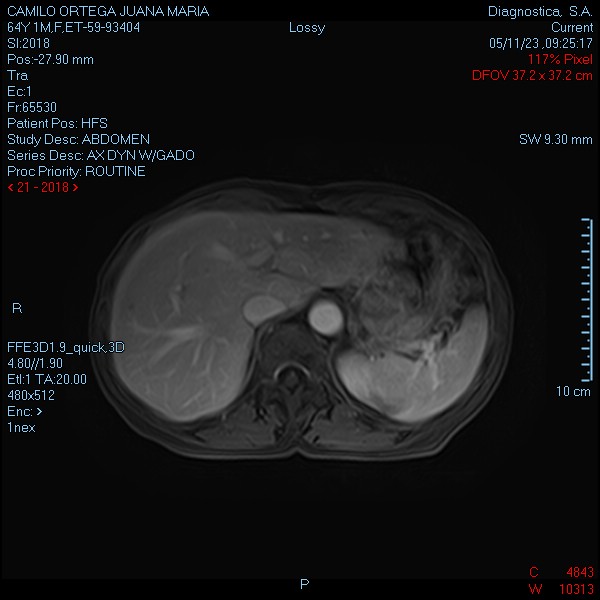 CAMILO ORTEGA JUANA MARIA
64Y 1M,F,ET-59-93404
SI:2018
Pos:-27.90 mm
Tra
Ec:1
Fr:65530
Patient Pos: HFS
Study Desc: ABDOMEN
Series Desc: AX DYN W/GADO
Proc Priority: ROUTINE
< 21 - 2018 >
Lossy
Diagnostica, S.A.
Current
05/11/23 ,09:25:17
117% Pixel
DFOV 37.2 x 37.2 cm
SW 9.30 mm
R
10 cm
FFE3D1.9_quick,3D
4.80//1.90
Etl:1 TA:20.00
480x512
Enc: >
1nex
P
C 4843
W 10313